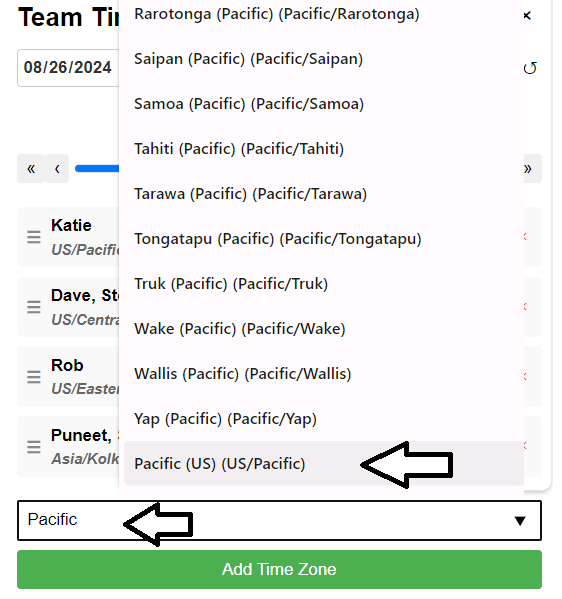 Team Ti
×
Rarotonga (Pacific) (Pacific/Rarotonga)
08/26/2024
Saipan (Pacific) (Pacific/Saipan)
↺
Samoa (Pacific) (Pacific/Samoa)
Tahiti (Pacific) (Pacific/Tahiti)
« ‹
»
Tarawa (Pacific) (Pacific/Tarawa)
Katie
US/Pacific
Tongatapu (Pacific) (Pacific/Tongatapu)
Truk (Pacific) (Pacific/Truk)
Dave, Ste
US/Centra
Wake (Pacific) (Pacific/Wake)
Rob
US/Easter
Wallis (Pacific) (Pacific/Wallis)
Yap (Pacific) (Pacific/Yap)
Puneet,
Asia/Kolk
Pacific (US) (US/Pacific)
Pacific ▼
Add Time Zone